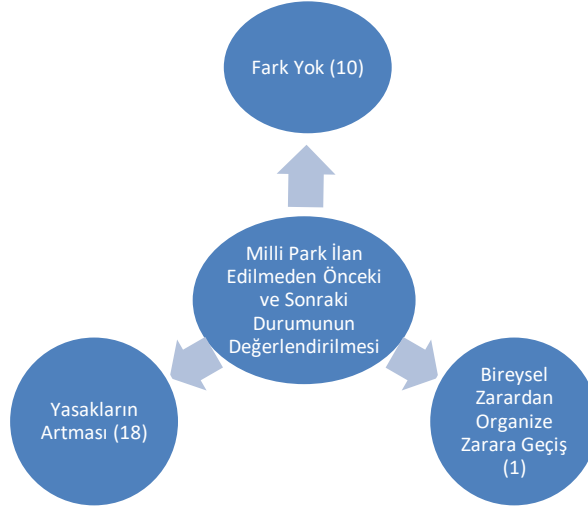 Fark Yok (10)
Milli Park İlan
Edilmeden Önceki
ve Sonraki
Durumunun
Değerlendirilmesi
Yasakların
Artması (18)
Bireysel
Zarardan
Organize
Zarara Geçiş
(1)